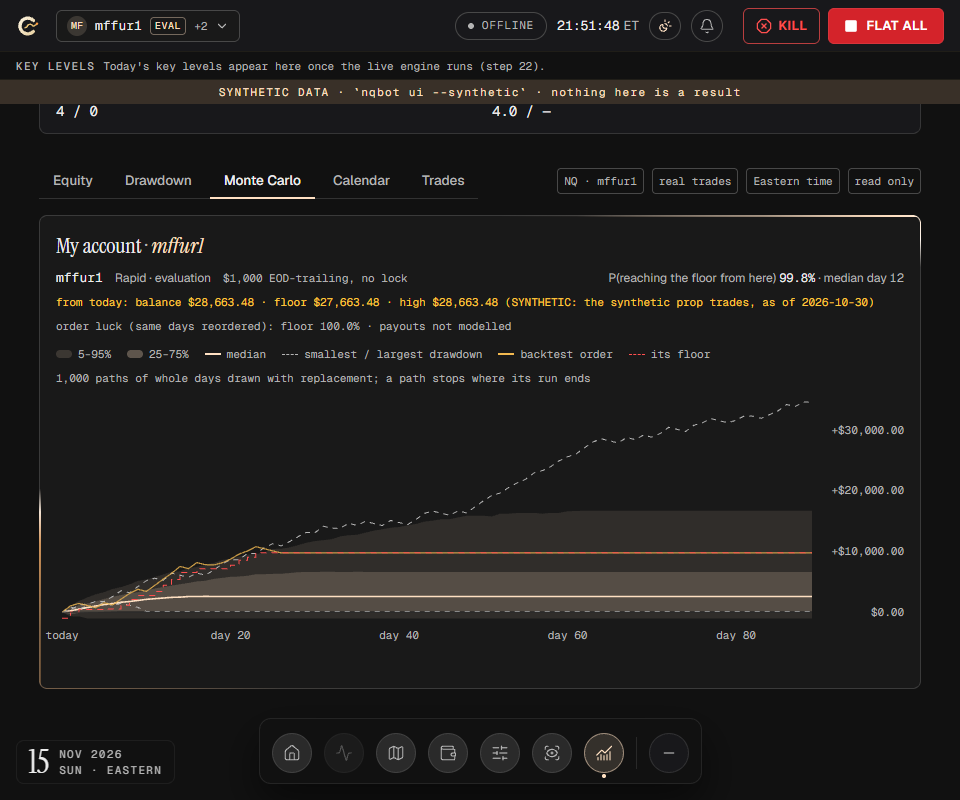 MF mffur1 EVAL +2
OFFLINE
21:51:48 ET
KILL
FLAT ALL
KEY LEVELS Today's key levels appear here once the live engine runs (step 22).
SYNTHETIC DATA · `nqbot ui --synthetic` · nothing here is a result
4 / 0
4.0 / —
Equity
Drawdown
Monte Carlo
Calendar
Trades
NQ · mffur1
real trades
Eastern time
read only
My account · mffur1
mffur1 Rapid · evaluation $1,000 EOD-trailing, no lock
P(reaching the floor from here) 99.8% · median day 12
from today: balance $28,663.48 · floor $27,663.48 · high $28,663.48 (SYNTHETIC: the synthetic prop trades, as of 2026-10-30)
order luck (same days reordered): floor 100.0% · payouts not modelled
5–95% 25–75% median smallest / largest drawdown backtest order its floor
1,000 paths of whole days drawn with replacement; a path stops where its run ends
+$30,000.00
+$20,000.00
+$10,000.00
$0.00
today
day 20
day 40
day 60
day 80
15
NOV 2026
SUN · EASTERN